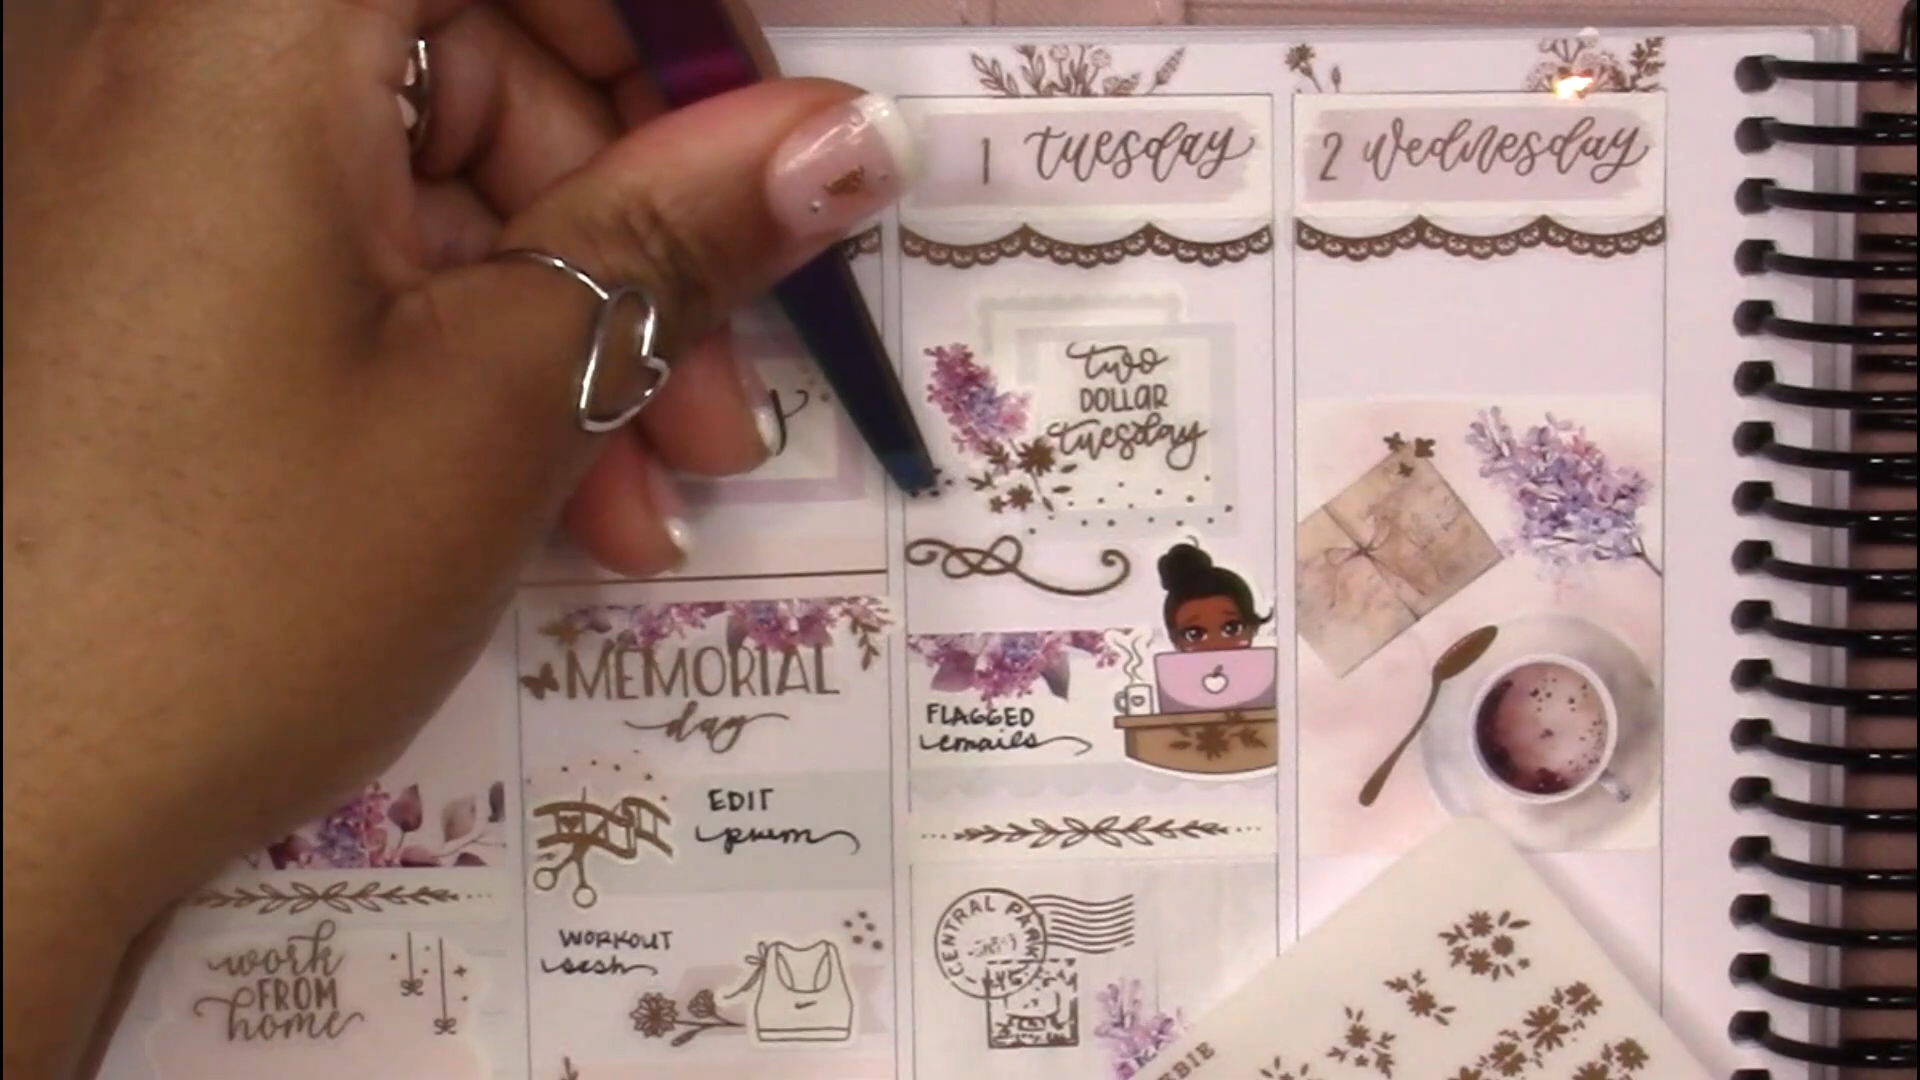 1 tuesday
2 wednesday
two
DOLLAR
tuesday
MEMORIAL
day
FLAGGED
emails
EDIT
WORKOUT
sesh
CENTRAL PARK
work
FROM
home